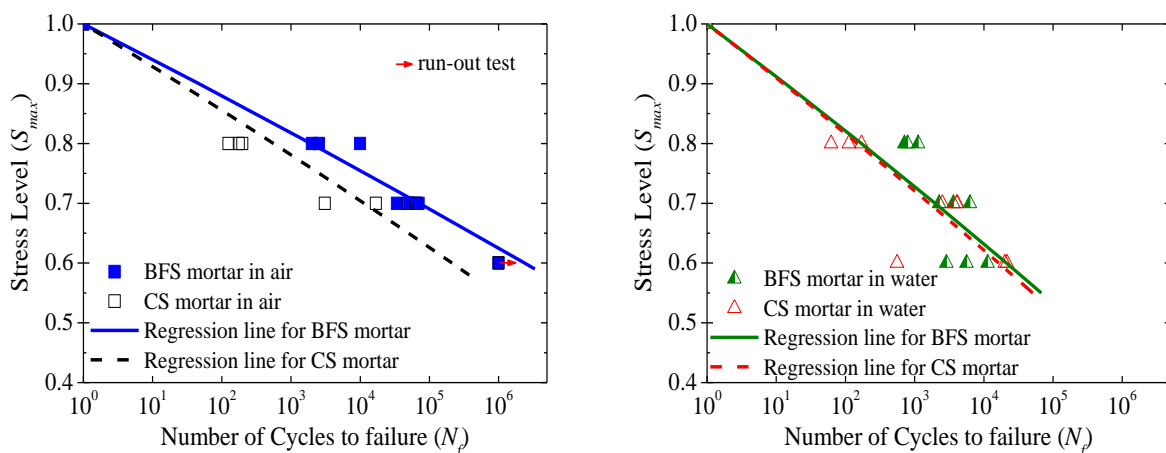 1.0
0.9
0.8
0.7
0.6
0.5
0.4
Stress Level (S_max)
run-out test
BFS mortar in air
CS mortar in air
Regression line for BFS mortar
Regression line for CS mortar
10^0 10^1 10^2 10^3 10^4 10^5 10^6
Number of Cycles to failure (N_f)
1.0
0.9
0.8
0.7
0.6
0.5
0.4
Stress Level (S_max)
BFS mortar in water
CS mortar in water
Regression line for BFS mortar
Regression line for CS mortar
10^0 10^1 10^2 10^3 10^4 10^5 10^6
Number of Cycles to failure (N_f)